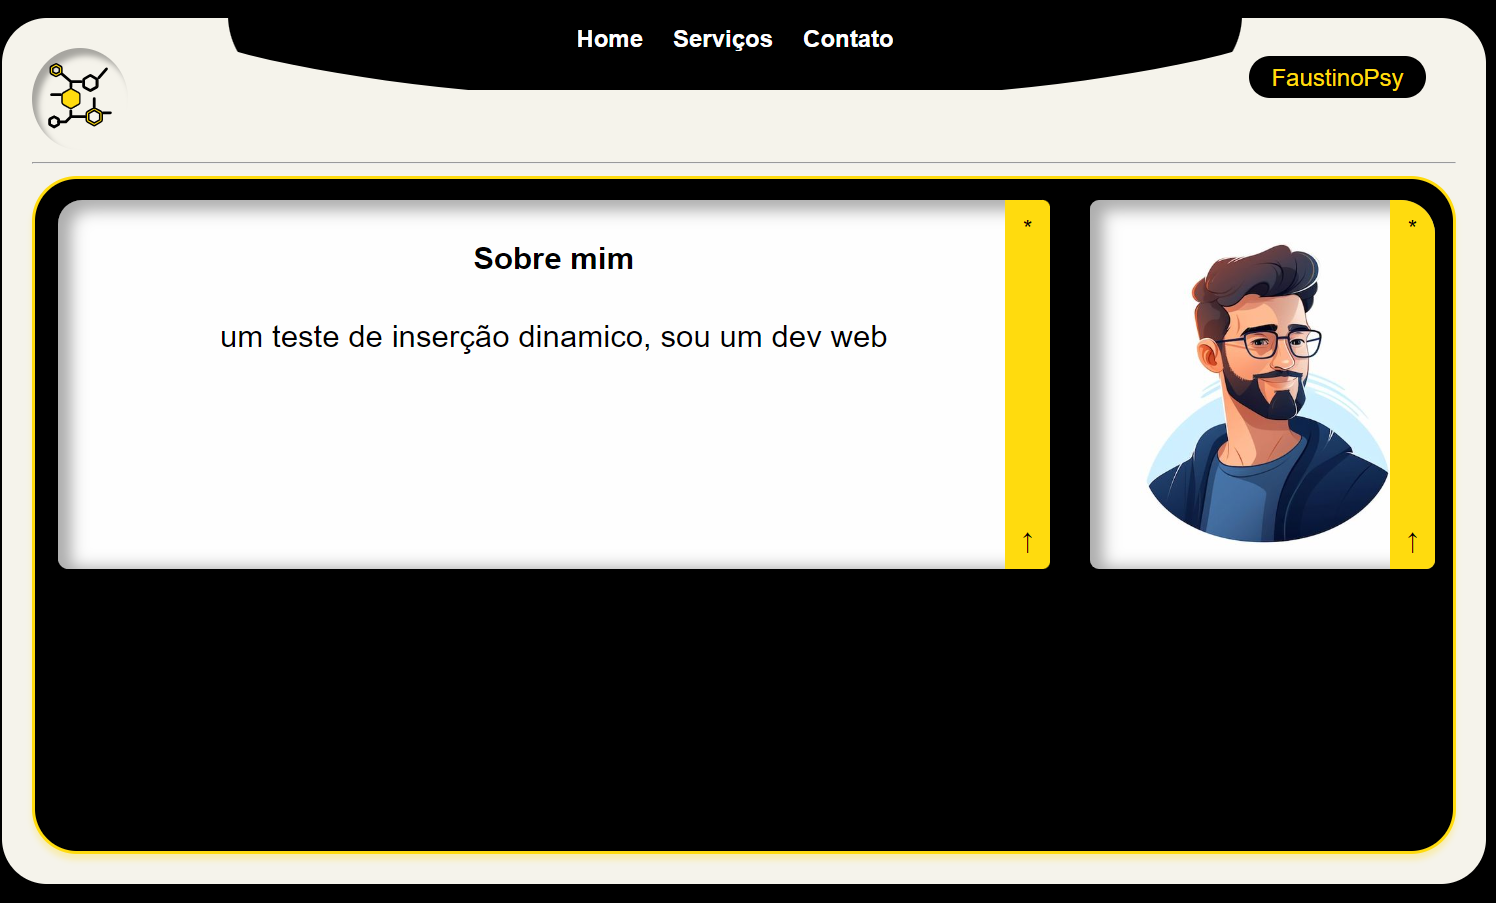 Home Serviços Contato
FaustinoPsy
Sobre mim
um teste de inserção dinamico, sou um dev web
*
↑
*
↑